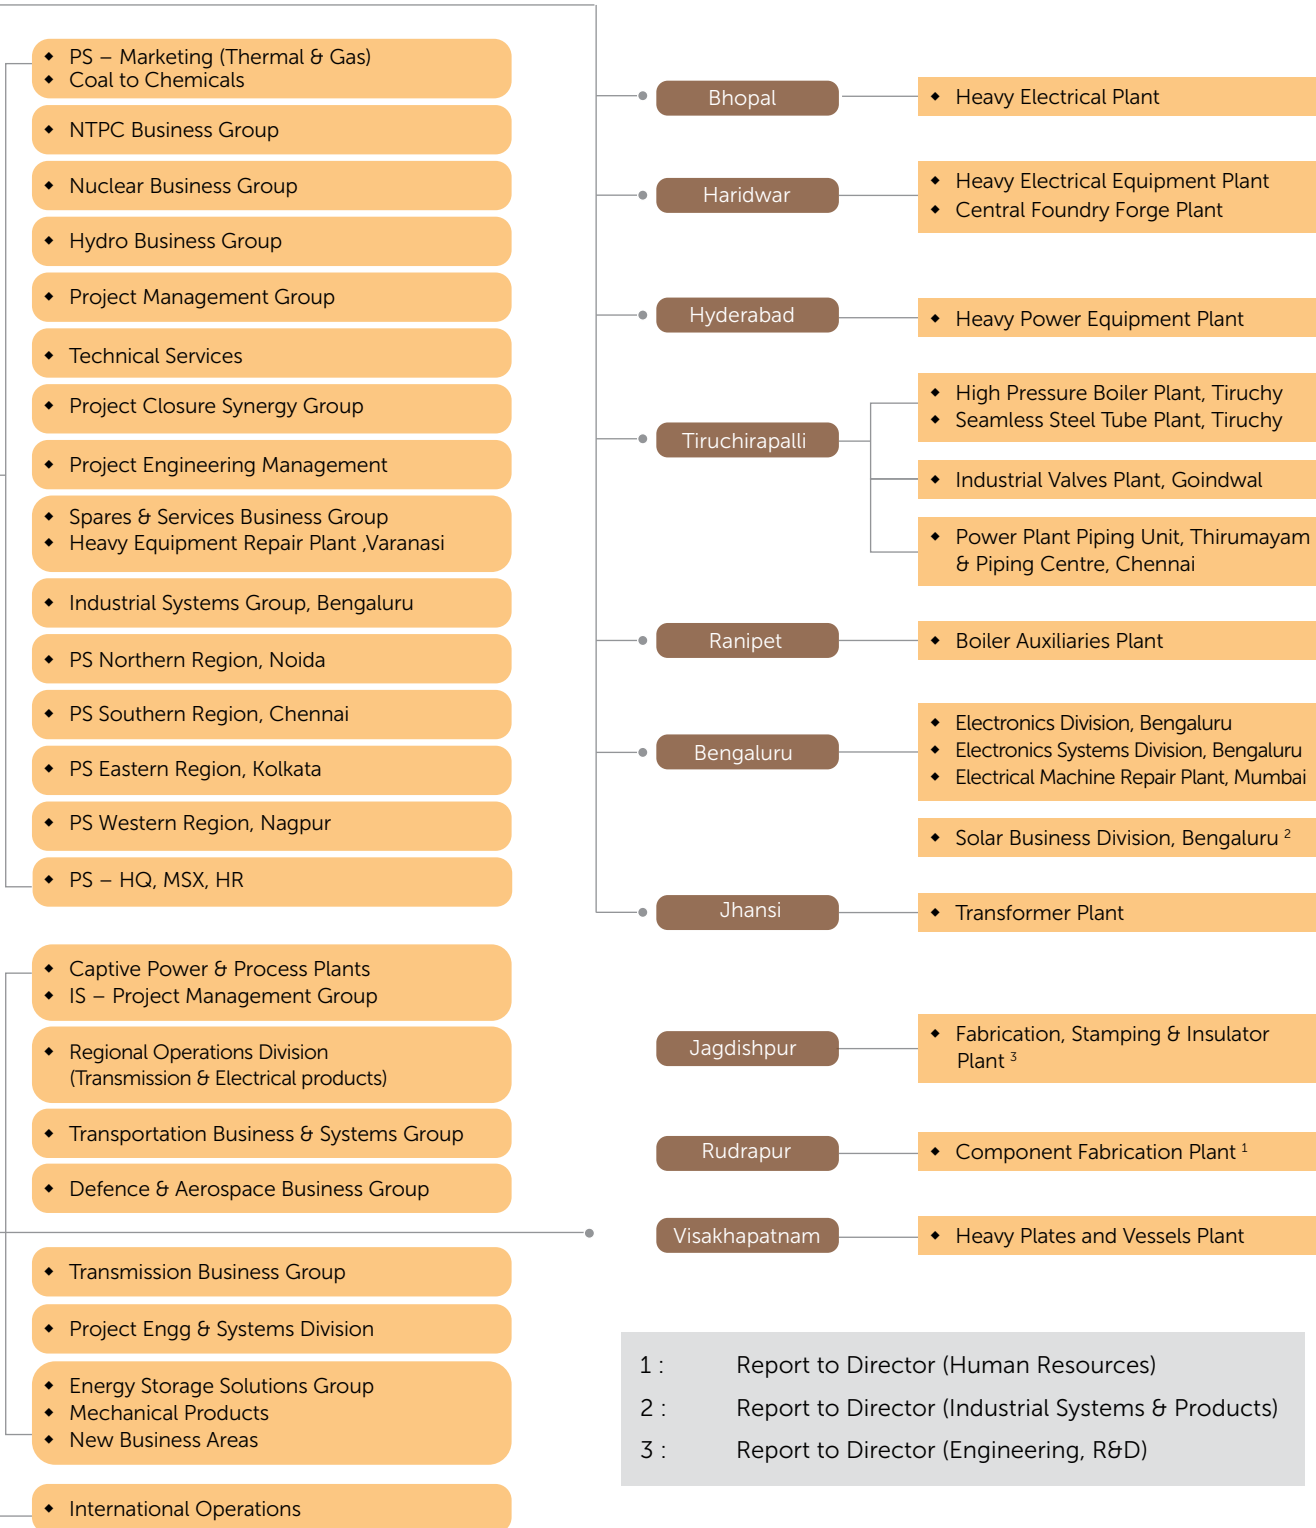 ◆ PS – Marketing (Thermal & Gas)
◆ Coal to Chemicals
◆ NTPC Business Group
◆ Nuclear Business Group
◆ Hydro Business Group
◆ Project Management Group
◆ Technical Services
◆ Project Closure Synergy Group
◆ Project Engineering Management
◆ Spares & Services Business Group
◆ Heavy Equipment Repair Plant ,Varanasi
◆ Industrial Systems Group, Bengaluru
◆ PS Northern Region, Noida
◆ PS Southern Region, Chennai
◆ PS Eastern Region, Kolkata
◆ PS Western Region, Nagpur
◆ PS – HQ, MSX, HR
◆ Captive Power & Process Plants
◆ IS – Project Management Group
◆ Regional Operations Division
(Transmission & Electrical products)
◆ Transportation Business & Systems Group
◆ Defence & Aerospace Business Group
◆ Transmission Business Group
◆ Project Engg & Systems Division
◆ Energy Storage Solutions Group
◆ Mechanical Products
◆ New Business Areas
◆ International Operations
Bhopal
◆ Heavy Electrical Plant
Haridwar
◆ Heavy Electrical Equipment Plant
◆ Central Foundry Forge Plant
Hyderabad
◆ Heavy Power Equipment Plant
Tiruchirapalli
◆ High Pressure Boiler Plant, Tiruchy
◆ Seamless Steel Tube Plant, Tiruchy
◆ Industrial Valves Plant, Goindwal
◆ Power Plant Piping Unit, Thirumayam
& Piping Centre, Chennai
Ranipet
◆ Boiler Auxiliaries Plant
Bengaluru
◆ Electronics Division, Bengaluru
◆ Electronics Systems Division, Bengaluru
◆ Electrical Machine Repair Plant, Mumbai
◆ Solar Business Division, Bengaluru 2
Jhansi
◆ Transformer Plant
Jagdishpur
◆ Fabrication, Stamping & Insulator
Plant 3
Rudrapur
◆ Component Fabrication Plant 1
Visakhapatnam
◆ Heavy Plates and Vessels Plant
1 : Report to Director (Human Resources)
2 : Report to Director (Industrial Systems & Products)
3 : Report to Director (Engineering, R&D)